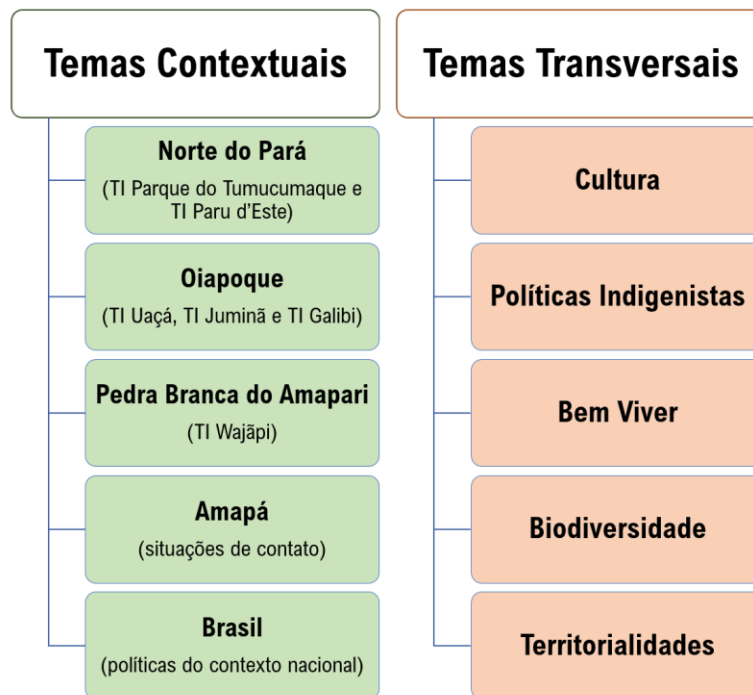 Temas Contextuais
Norte do Pará
(TI Parque do Tumucumaque e
TI Paru d’Este)
Oiapoque
(TI Uaçá, TI Juminã e TI Galibi)
Pedra Branca do Amapari
(TI Wajãpi)
Amapá
(situações de contato)
Brasil
(políticas do contexto nacional)
Temas Transversais
Cultura
Políticas Indigenistas
Bem Viver
Biodiversidade
Territorialidades